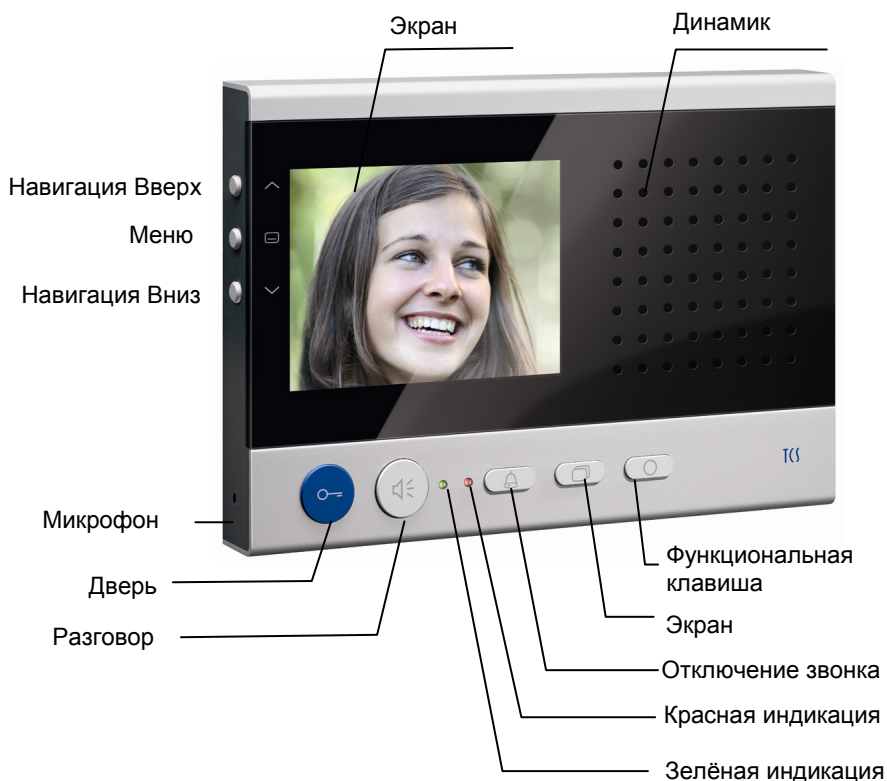 Экран
Динамик
Навигация Вверх
Меню
Навигация Вниз
TCS
Микрофон
Дверь
Разговор
Функциональная
клавиша
Экран
Отключение звонка
Красная индикация
Зелёная индикация